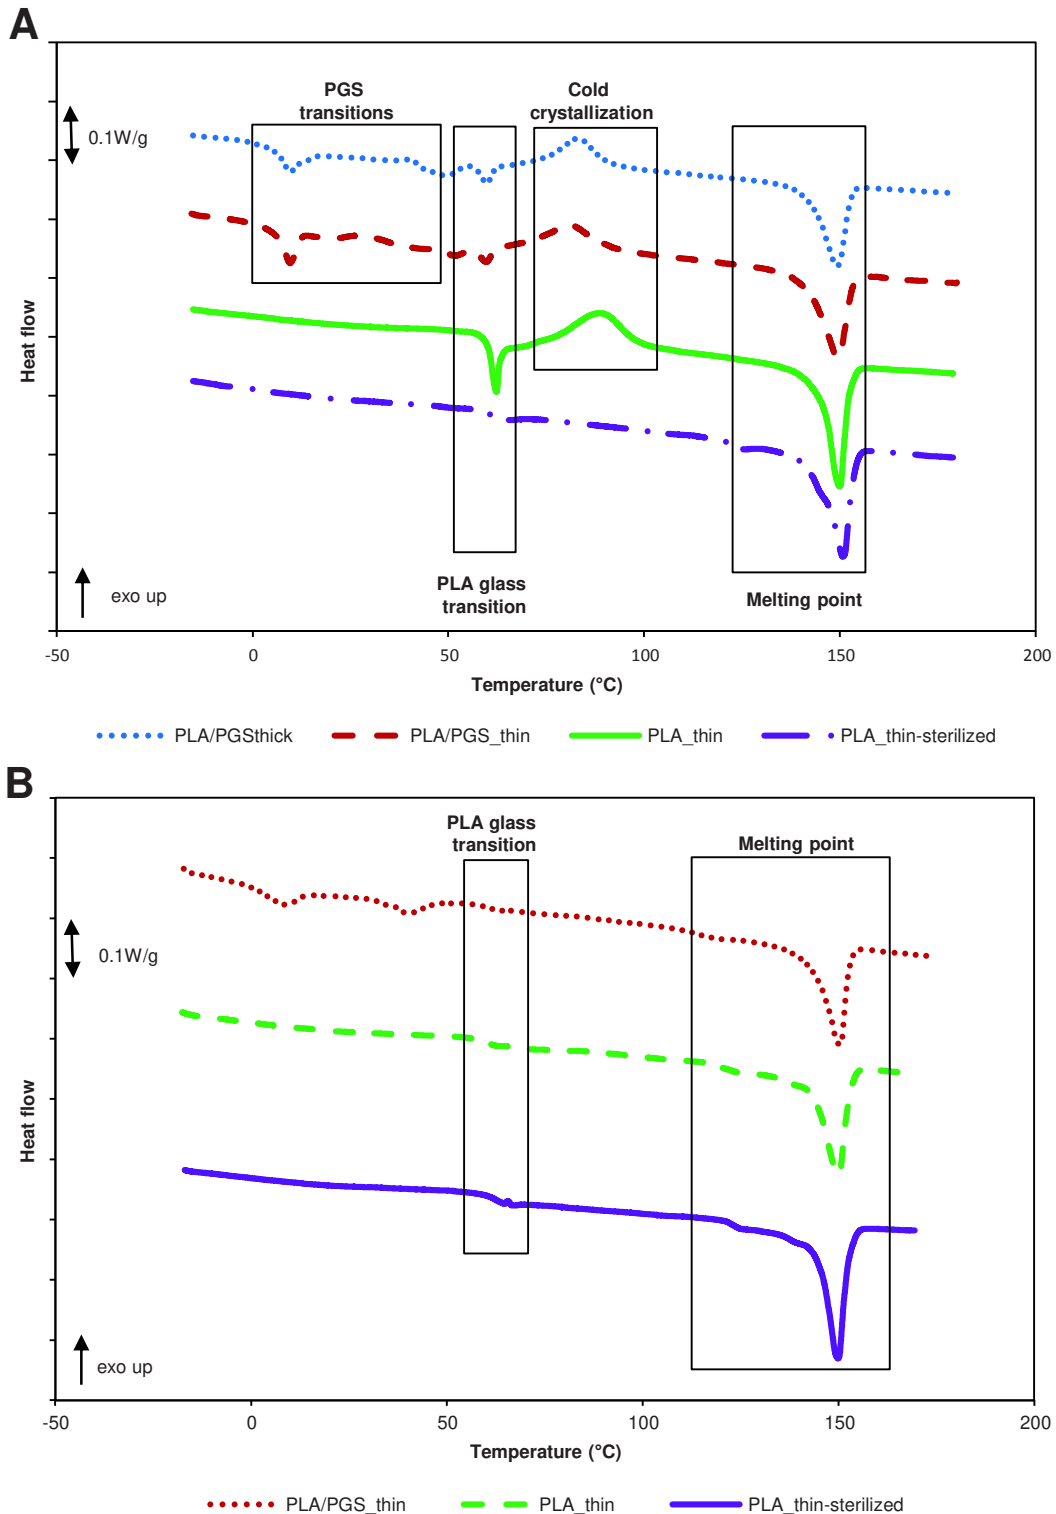 A
PGS
transitions
Cold
crystallization
0.1W/g
Heat flow
PLA glass
transition
Melting point
exo up
-50 0 50 100 150 200
Temperature (°C)
PLA/PGSthick PLA/PGS_thin PLA_thin PLA_thin-sterilized
B
PLA glass
transition
Melting point
0.1W/g
Heat flow
exo up
-50 0 50 100 150 200
Temperature (°C)
PLA/PGS_thin PLA_thin PLA_thin-sterilized